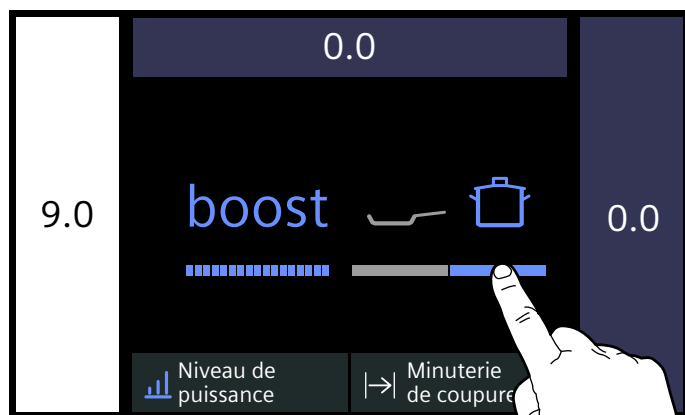 0.0
9.0
boost
0.0
Niveau de
puissance
Minuterie
de coupure